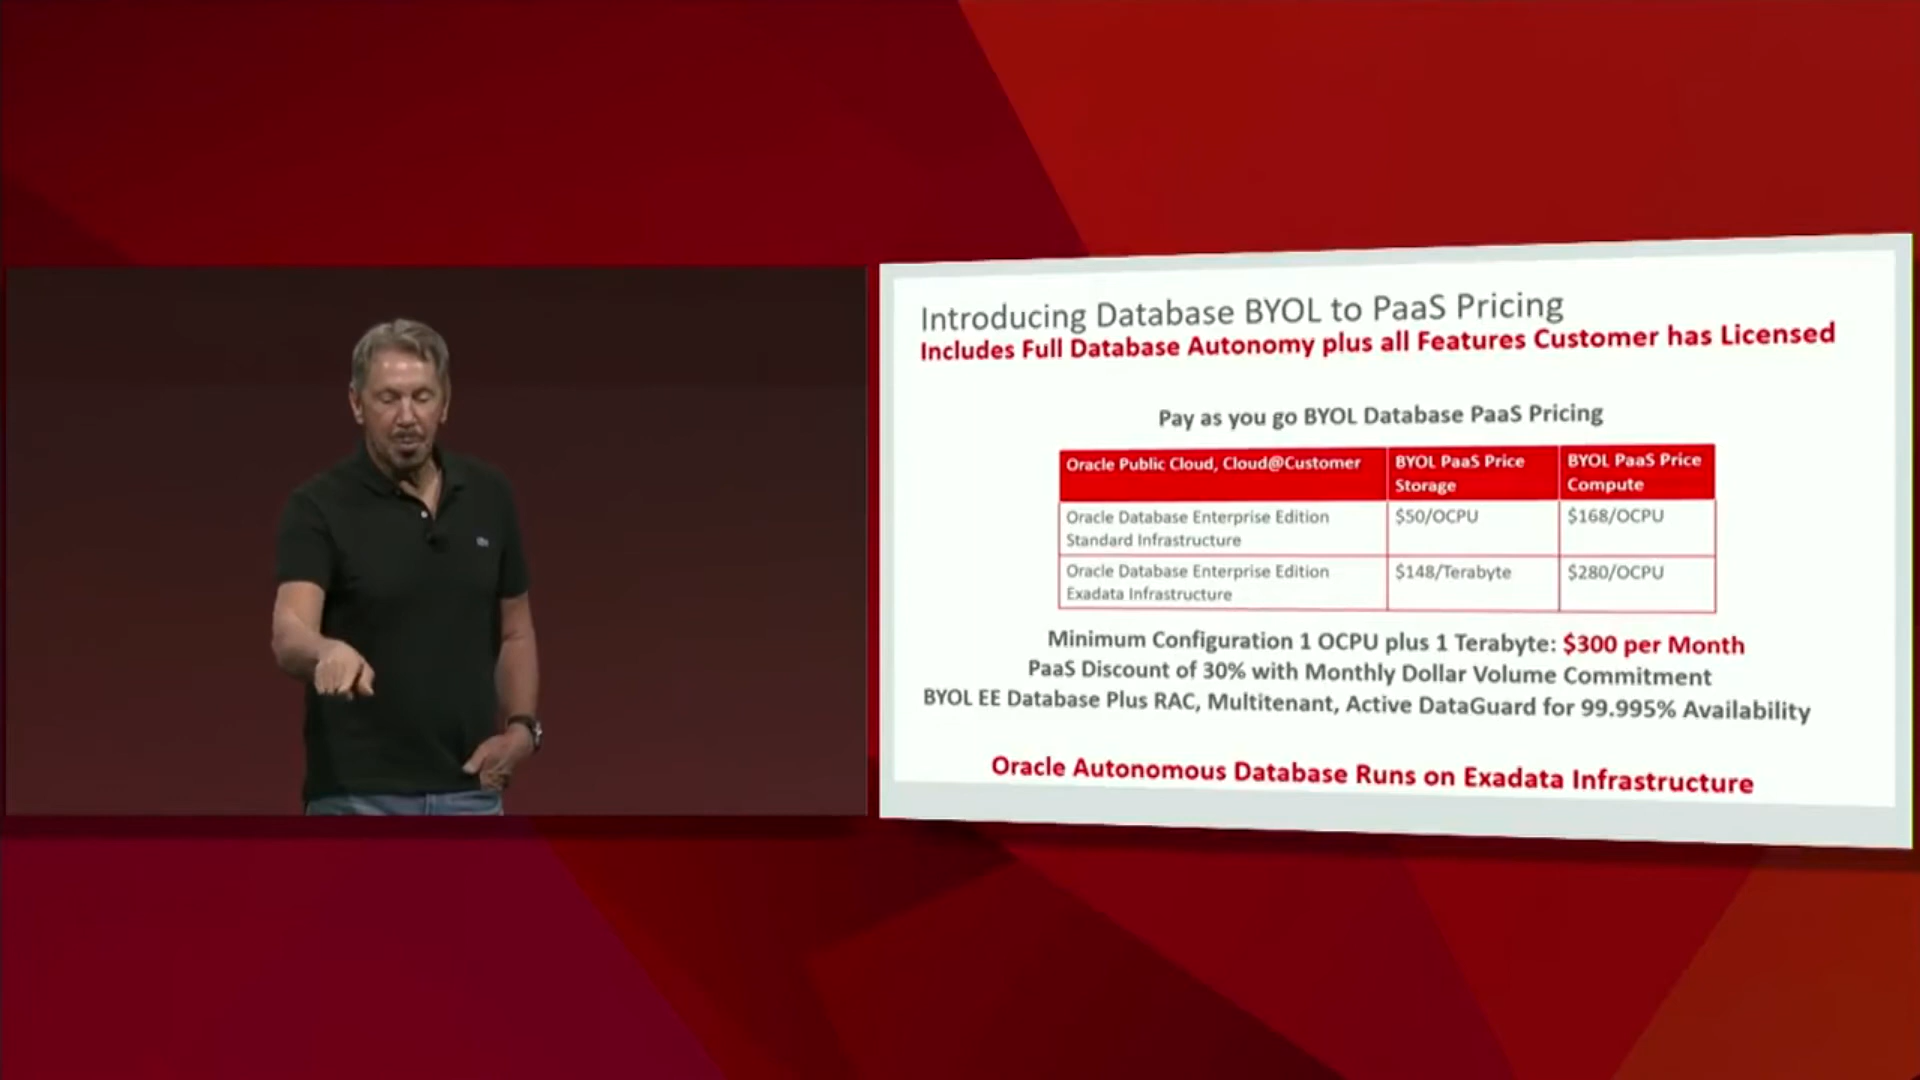 Introducing Database BYOL to PaaS Pricing
Includes Full Database Autonomy plus all Features Customer has Licensed
Pay as you go BYOL Database PaaS Pricing
Oracle Public Cloud, Cloud@Customer
BYOL PaaS Price
Storage
BYOL PaaS Price
Compute
Oracle Database Enterprise Edition
Standard Infrastructure
$50/OCPU
$168/OCPU
Oracle Database Enterprise Edition
Exadata Infrastructure
$148/Terabyte
$280/OCPU
Minimum Configuration 1 OCPU plus 1 Terabyte: $300 per Month
PaaS Discount of 30% with Monthly Dollar Volume Commitment
BYOL EE Database Plus RAC, Multitenant, Active DataGuard for 99.995% Availability
Oracle Autonomous Database Runs on Exadata Infrastructure